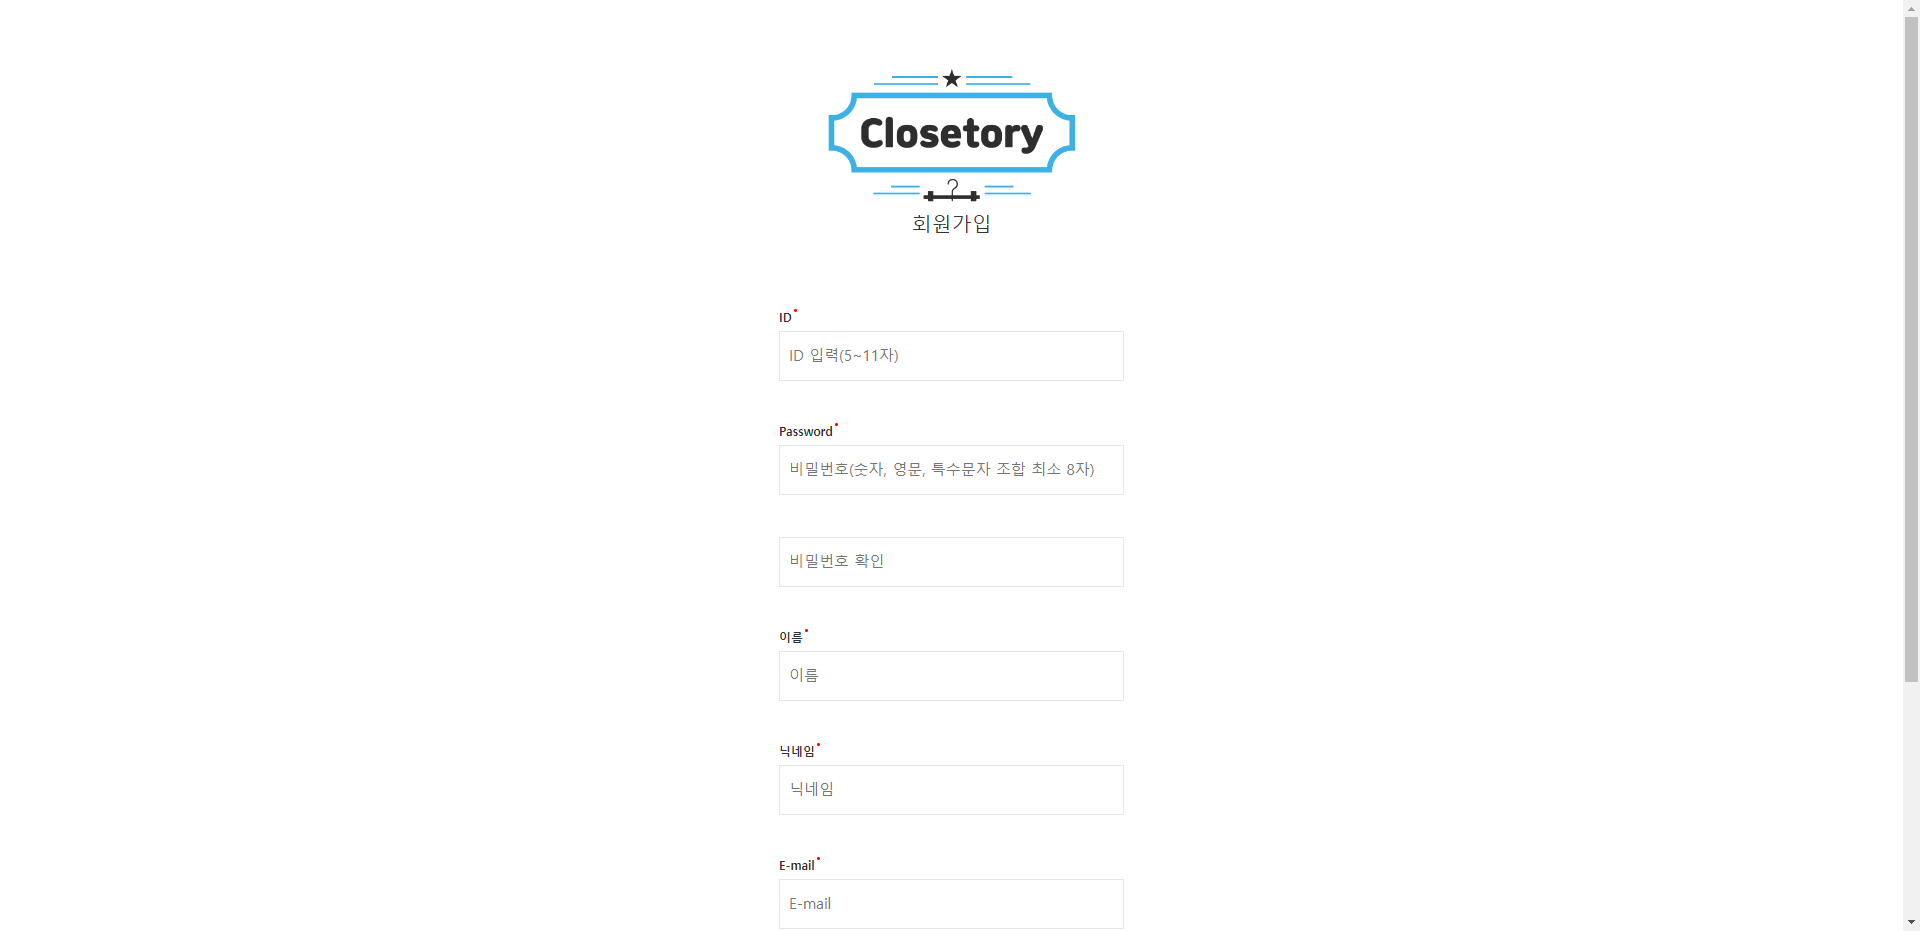 Closetory
회원가입
ID
ID 입력(5~11자)
Password
비밀번호(숫자, 영문, 특수문자 조합 최소 8자)
비밀번호 확인
이름
이름
닉네임
닉네임
E-mail
E-mail